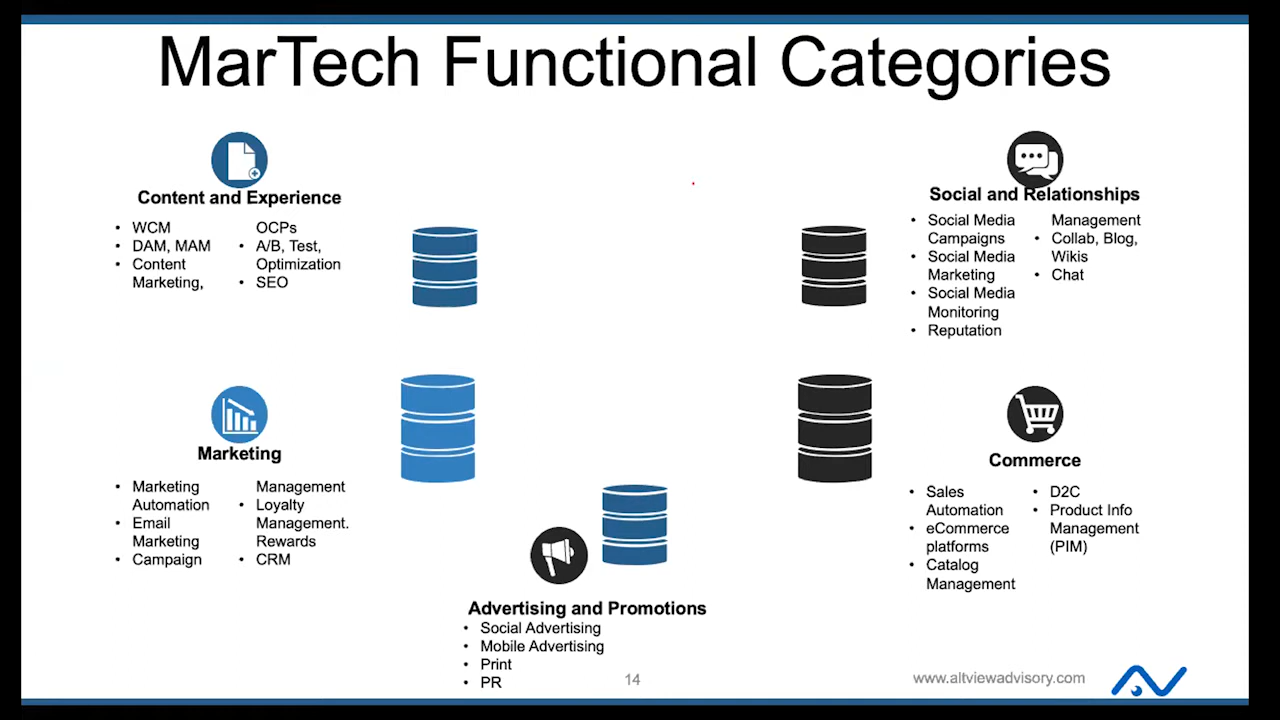 MarTech Functional Categories
Content and Experience
• WCM
• DAM, MAM
• Content
Marketing,
OCPs
• A/B, Test,
Optimization
• SEO
Social and Relationships
• Social Media
Campaigns
• Social Media
Marketing
• Social Media
Monitoring
• Reputation
Management
• Collab, Blog,
Wikis
• Chat
Marketing
• Marketing
Automation
• Email
Marketing
• Campaign
Management
• Loyalty
Management.
Rewards
• CRM
Commerce
• Sales
Automation
• eCommerce
platforms
• Catalog
Management
• D2C
• Product Info
Management
(PIM)
Advertising and Promotions
• Social Advertising
• Mobile Advertising
• Print
• PR
14
www.altviewadvisory.com